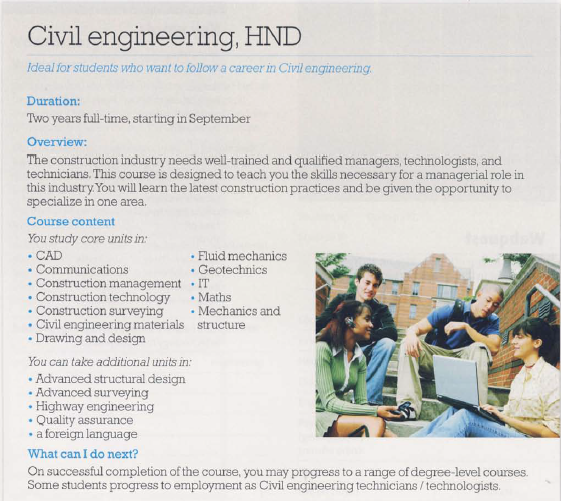 Civil engineering, HND
Ideal for students who want to follow a career in Civil engineering.
Duration:
Two years full-time, starting in September
Overview:
The construction industry needs well-trained and qualified managers, technologists, and
technicians. This course is designed to teach you the skills necessary for a managerial role in
this industry. You will learn the latest construction practices and be given the opportunity to
specialize in one area.
Course content
You study core units in:
• CAD
• Communications
• Construction management
• Construction technology
• Construction surveying
• Civil engineering materials
• Drawing and design
• Fluid mechanics
• Geotechnics
• IT
• Maths
• Mechanics and
structure
You can take additional units in:
• Advanced structural design
• Advanced surveying
• Highway engineering
• Quality assurance
• a foreign language
What can I do next?
On successful completion of the course, you may progress to a range of degree-level courses.
Some students progress to employment as Civil engineering technicians / technologists.